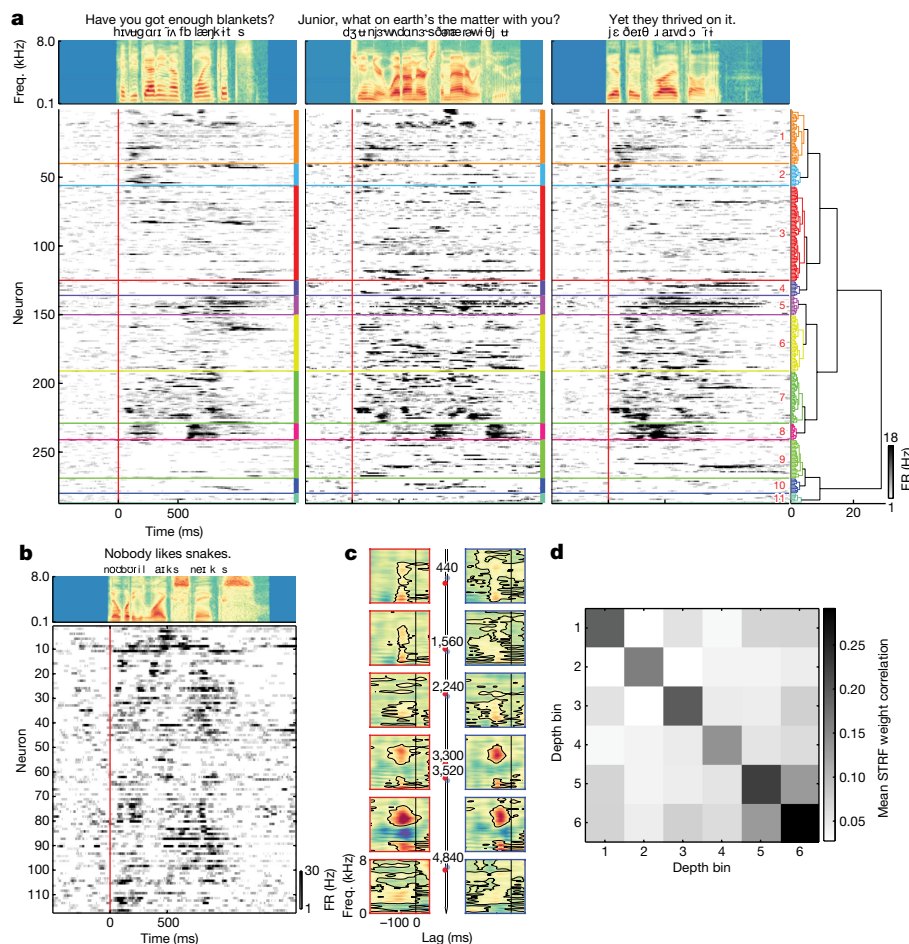 a
Have you got enough blankets?
Junior, what on earth's the matter with you?
Yet they thrived on it.
Freq. (kHz)
8.0
0.1
Neuron
50
100
150
200
250
0
500
Time (ms)
1
2
3
4
5
6
7
8
9
10
11
0
20
18
FR (Hz)
1
b
Nobody likes snakes.
8.0
0.1
Neuron
10
20
30
40
50
60
70
80
90
100
110
0
500
Time (ms)
30
FR (Hz)
1
c
440
1,560
2,240
3,300
3,520
4,840
Freq. (kHz)
8
0
−100 0
Lag (ms)
d
Depth bin
1
2
3
4
5
6
1 2 3 4 5 6
Depth bin
0.25
0.20
0.15
0.10
0.05
Mean STRF weight correlation